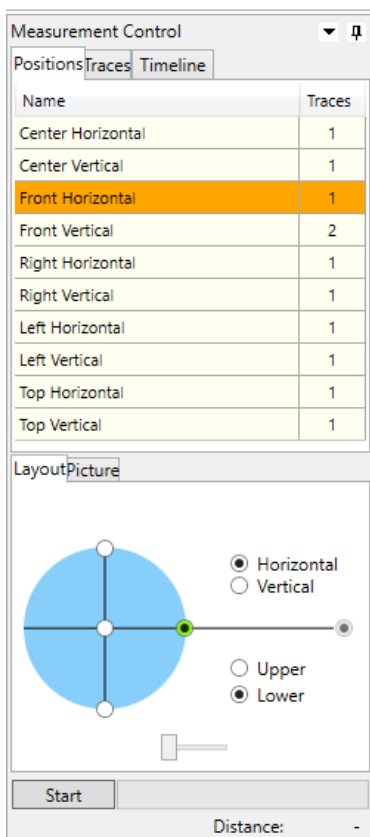 Measurement Control
Positions Traces Timeline
Name Traces
Center Horizontal 1
Center Vertical 1
Front Horizontal 1
Front Vertical 2
Right Horizontal 1
Right Vertical 1
Left Horizontal 1
Left Vertical 1
Top Horizontal 1
Top Vertical 1
Layout Picture
Horizontal
Vertical
Upper
Lower
Start
Distance: -